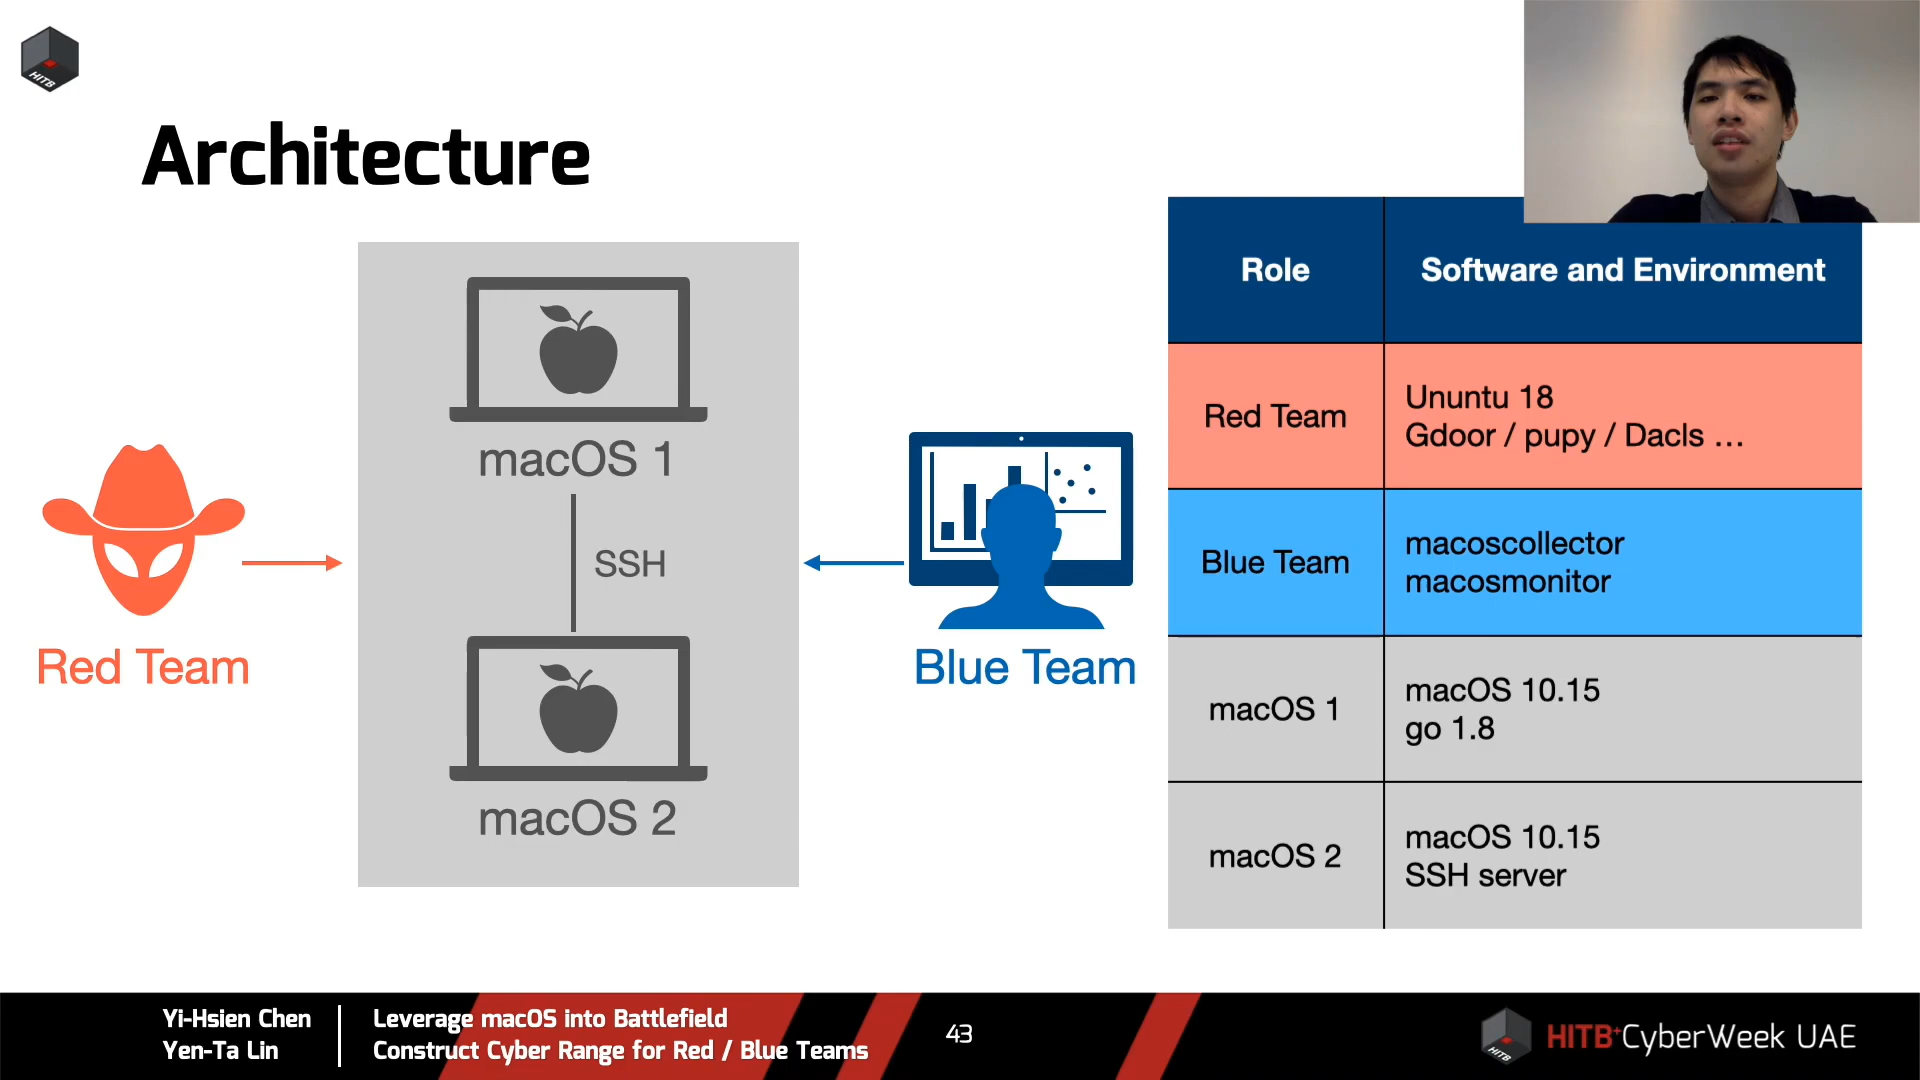 HITB
Architecture
macOS 1
SSH
macOS 2
Red Team
Blue Team
Role
Software and Environment
Red Team
Ununtu 18
Gdoor / pupy / Dacls ...
Blue Team
macoscollector
macosmonitor
macOS 1
macOS 10.15
go 1.8
macOS 2
macOS 10.15
SSH server
Yi-Hsien Chen
Yen-Ta Lin
Leverage macOS into Battlefield
Construct Cyber Range for Red / Blue Teams
43
HITB
HITB+CyberWeek UAE